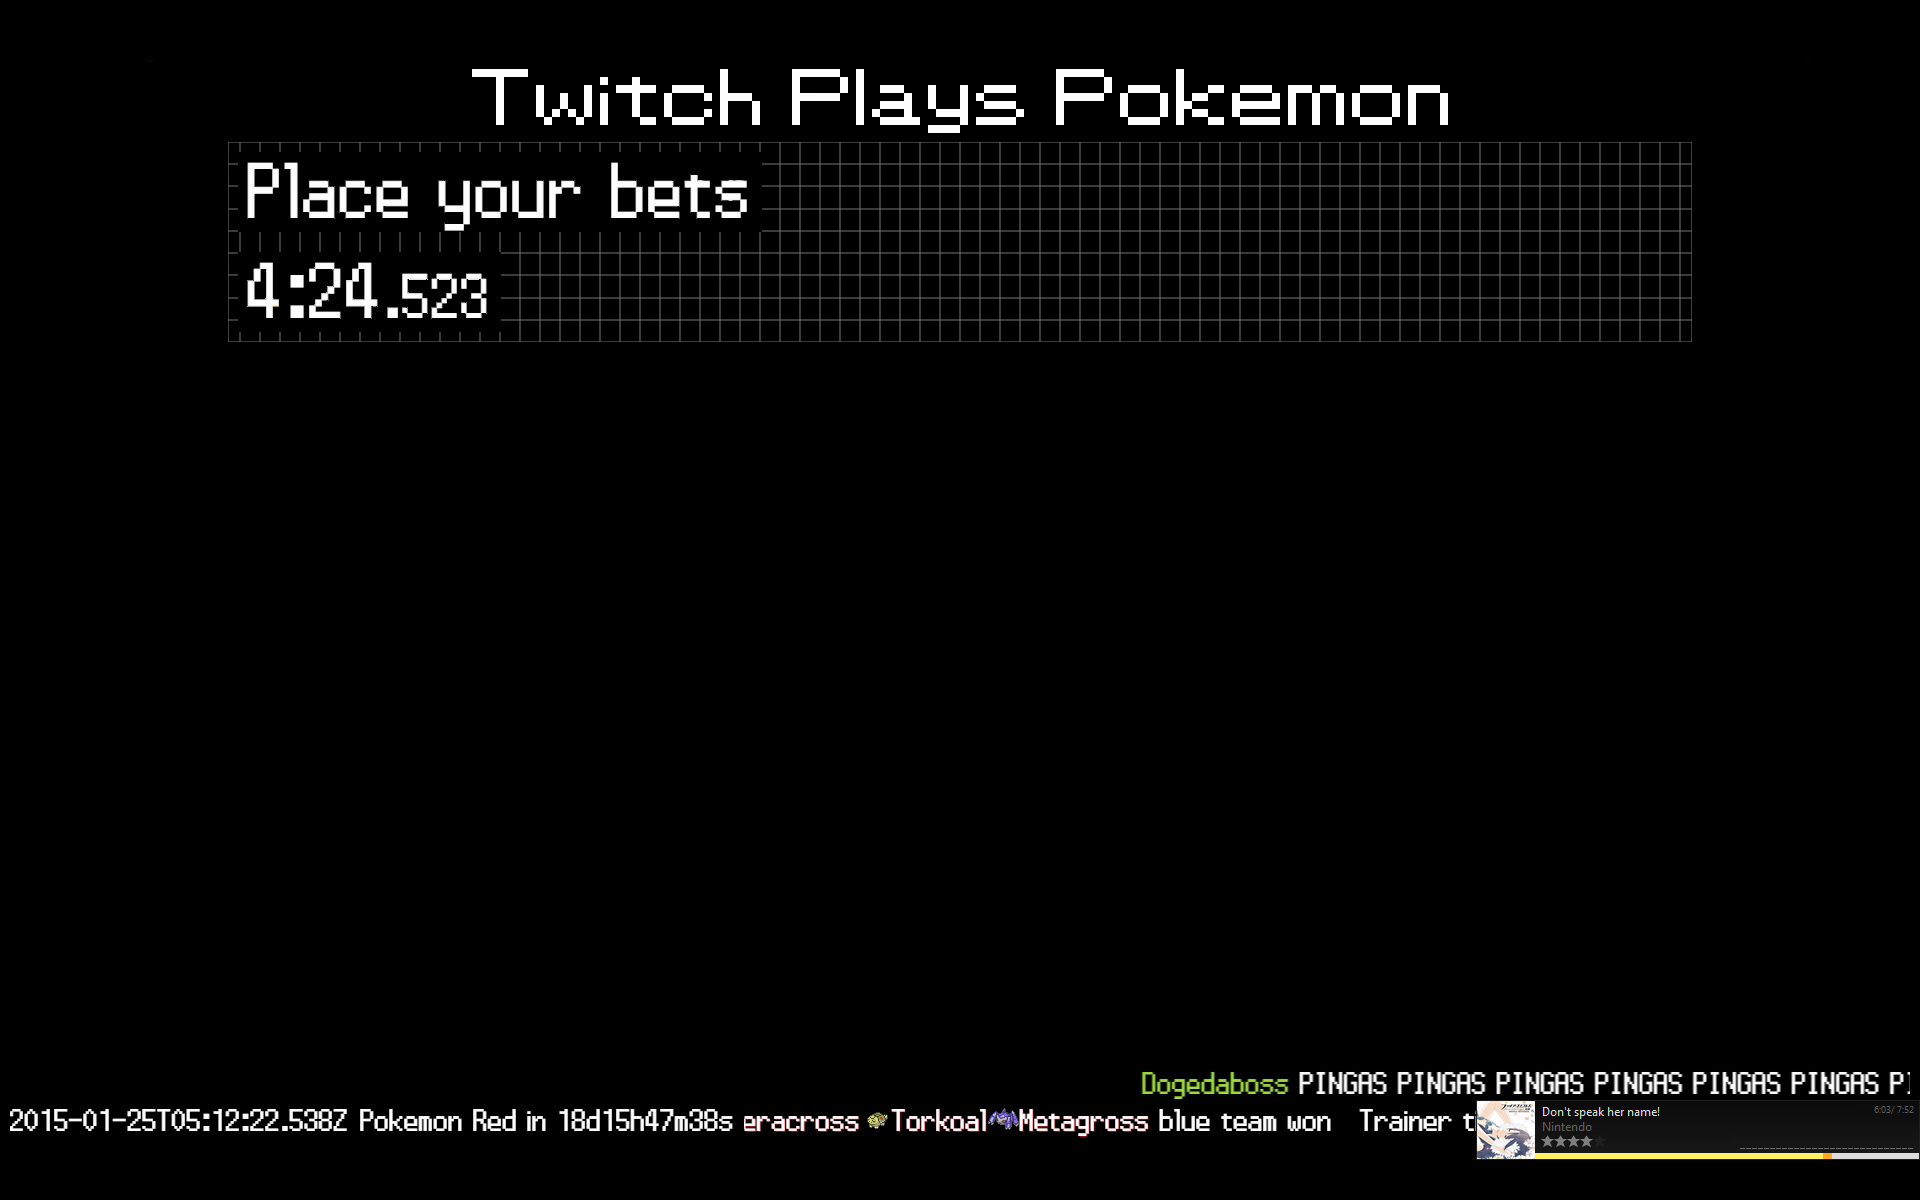 Twitch Plays Pokemon
Place your bets
4:24.523
Dogedaboss PINGAS PINGAS PINGAS PINGAS PINGAS PINGAS P
2015-01-25T05:12:22.538Z Pokemon Red in 18d15h47m38s eracross Torkoal Metagross blue team won Trainer t
Don't speak her name!
6:03/7:52
Nintendo